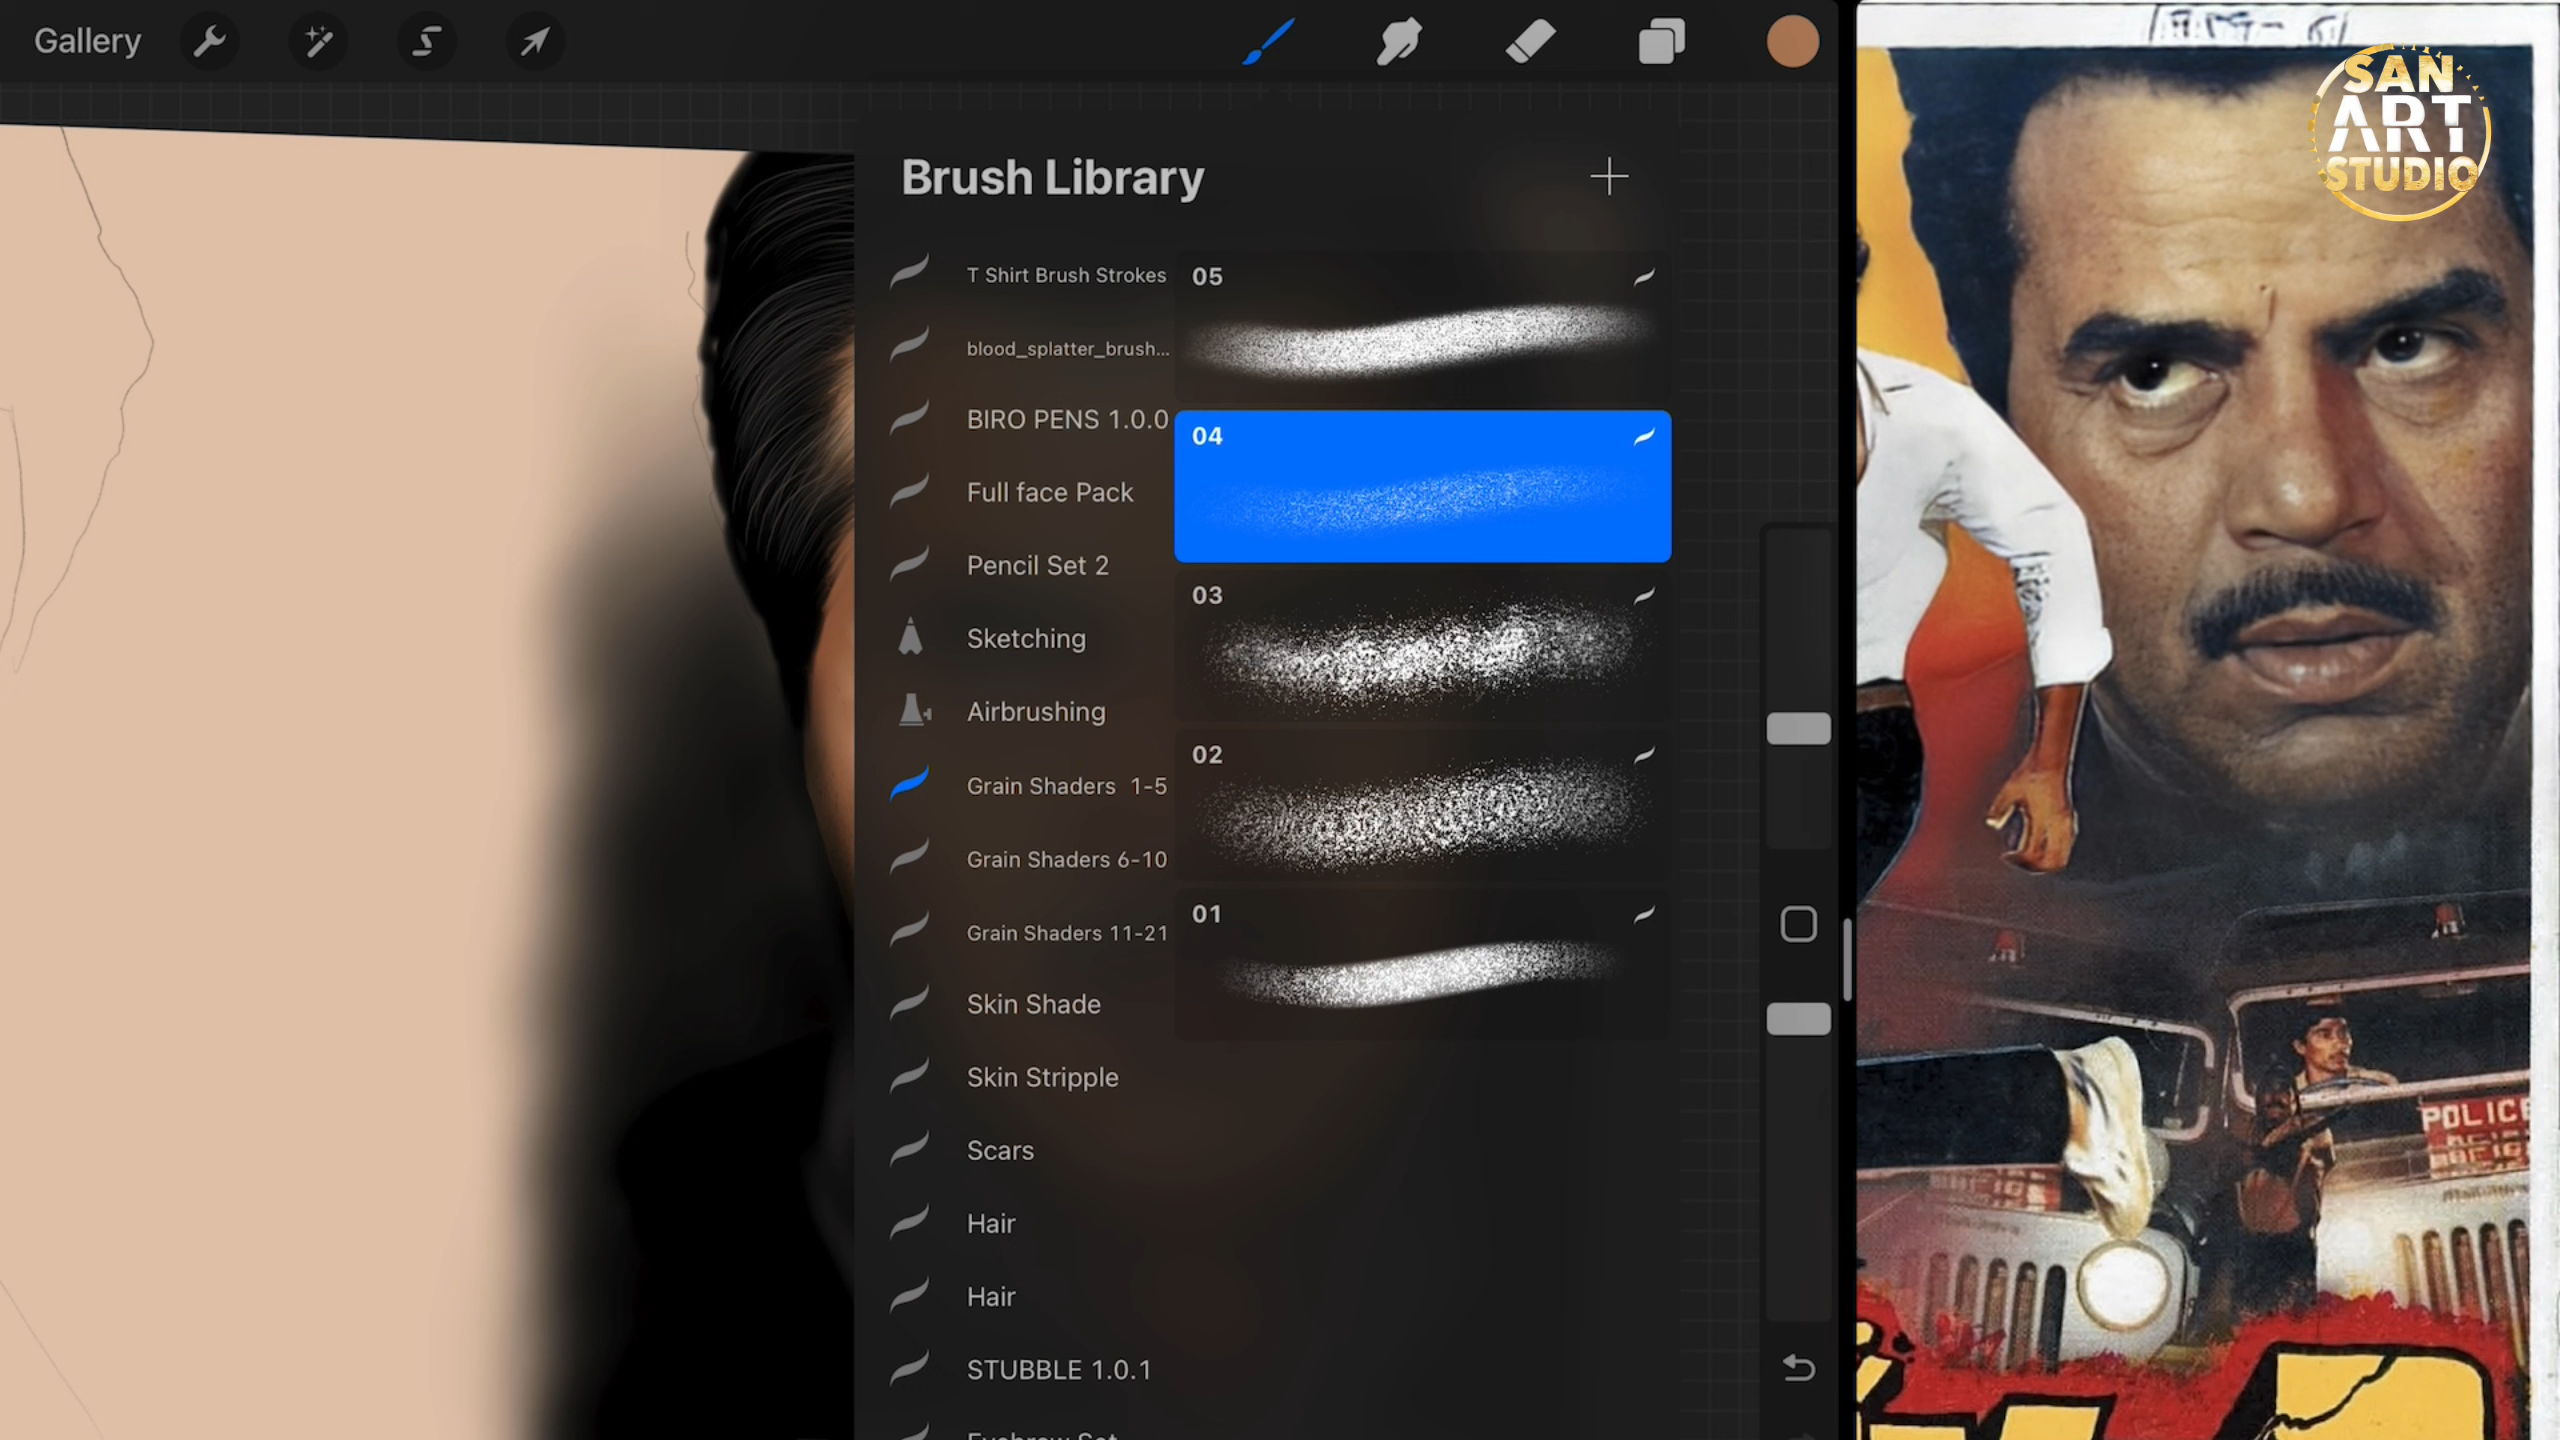 Gallery
Brush Library
T Shirt Brush Strokes
blood_splatter_brush...
BIRO PENS 1.0.0
Full face Pack
Pencil Set 2
Sketching
Airbrushing
Grain Shaders 1-5
Grain Shaders 6-10
Grain Shaders 11-21
Skin Shade
Skin Stripple
Scars
Hair
Hair
STUBBLE 1.0.1
Eyebrow Set
05
04
03
02
01
SAN
ART
STUDIO
POLICE